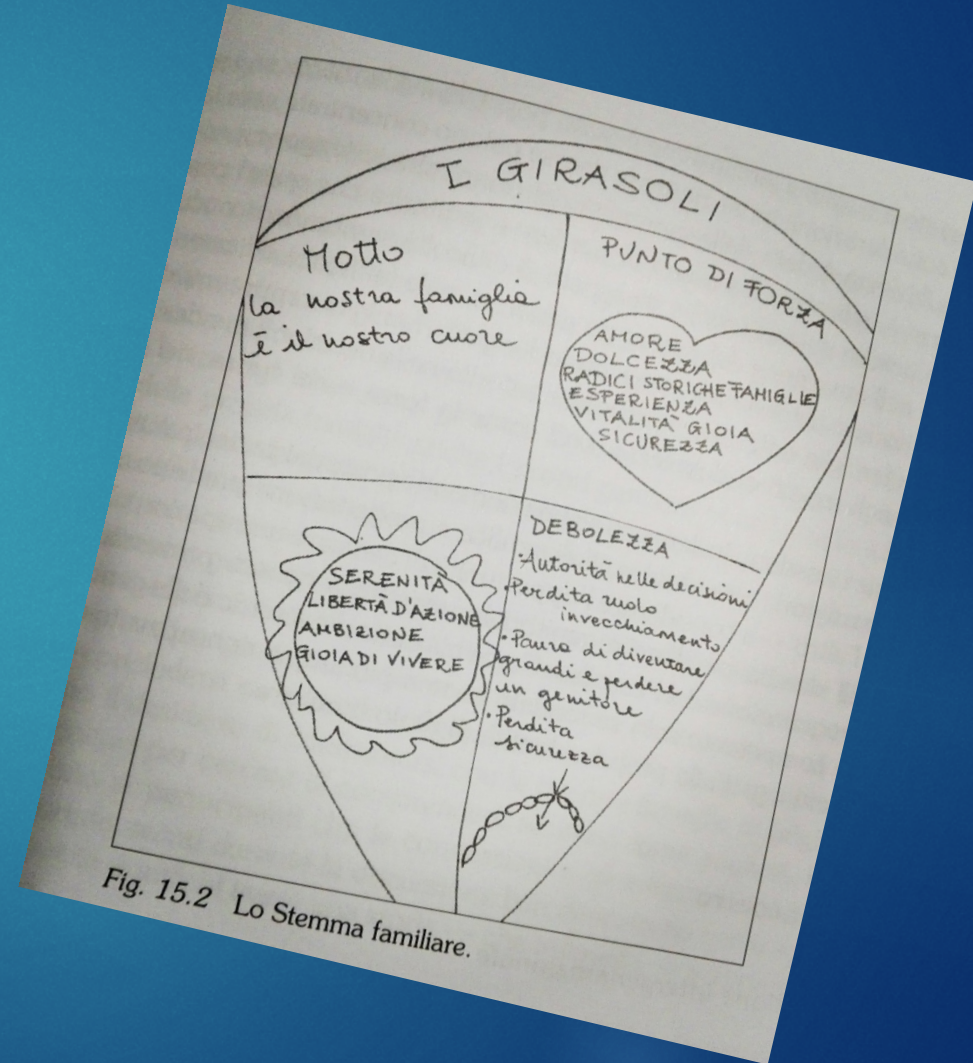 I GIRASOLI
Motto
la nostra famiglia
è il nostro cuore
PUNTO DI FORZA
AMORE
DOLCEZZA
RADICI STORICHE FAMIGLIE
ESPERIENZA
VITALITÀ GIOIA
SICUREZZA
SERENITÀ
LIBERTÀ D'AZIONE
AMBIZIONE
GIOIA DI VIVERE
DEBOLEZZA
• Autorità nelle decisioni
• Perdita ruolo
invecchiamento
• Paura di diventare
grandi e perdere
un genitore
• Perdita
sicurezza
Fig. 15.2 Lo Stemma familiare.